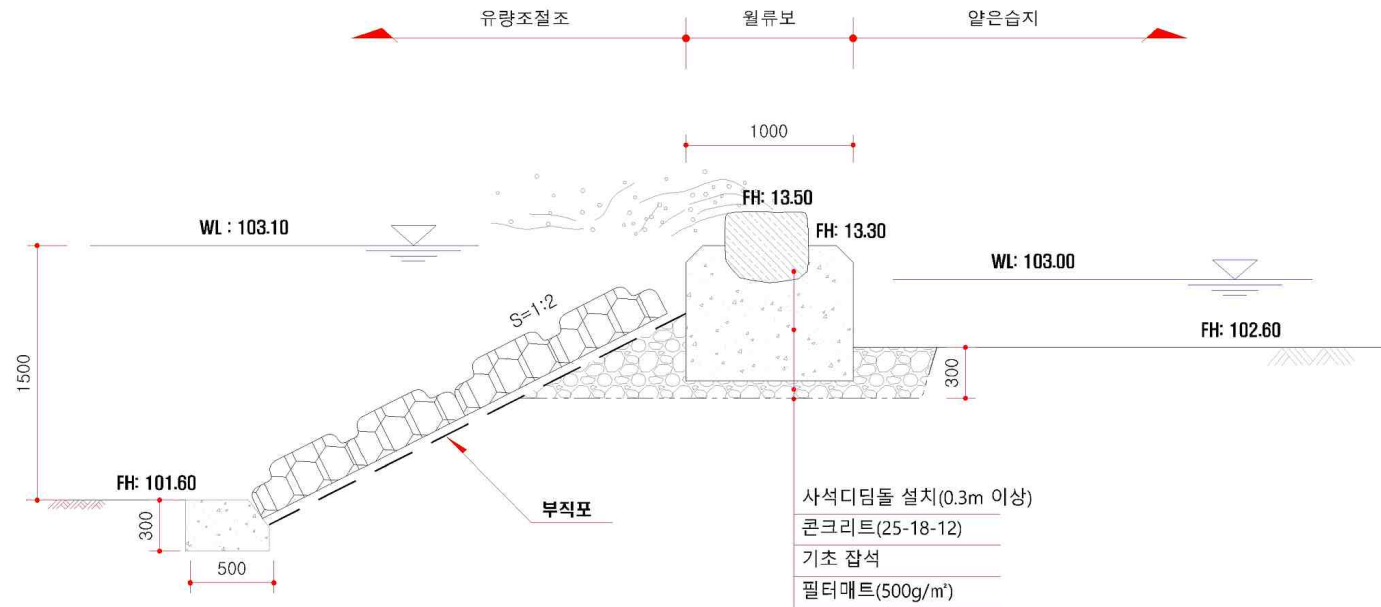 유량조절조
월류보
얕은습지
1000
FH: 13.50
WL : 103.10
FH: 13.30
WL: 103.00
S=1:2
FH: 102.60
1500
300
FH: 101.60
300
500
부직포
사석디딤돌 설치(0.3m 이상)
콘크리트(25-18-12)
기초 잡석
필터매트(500g/㎡)